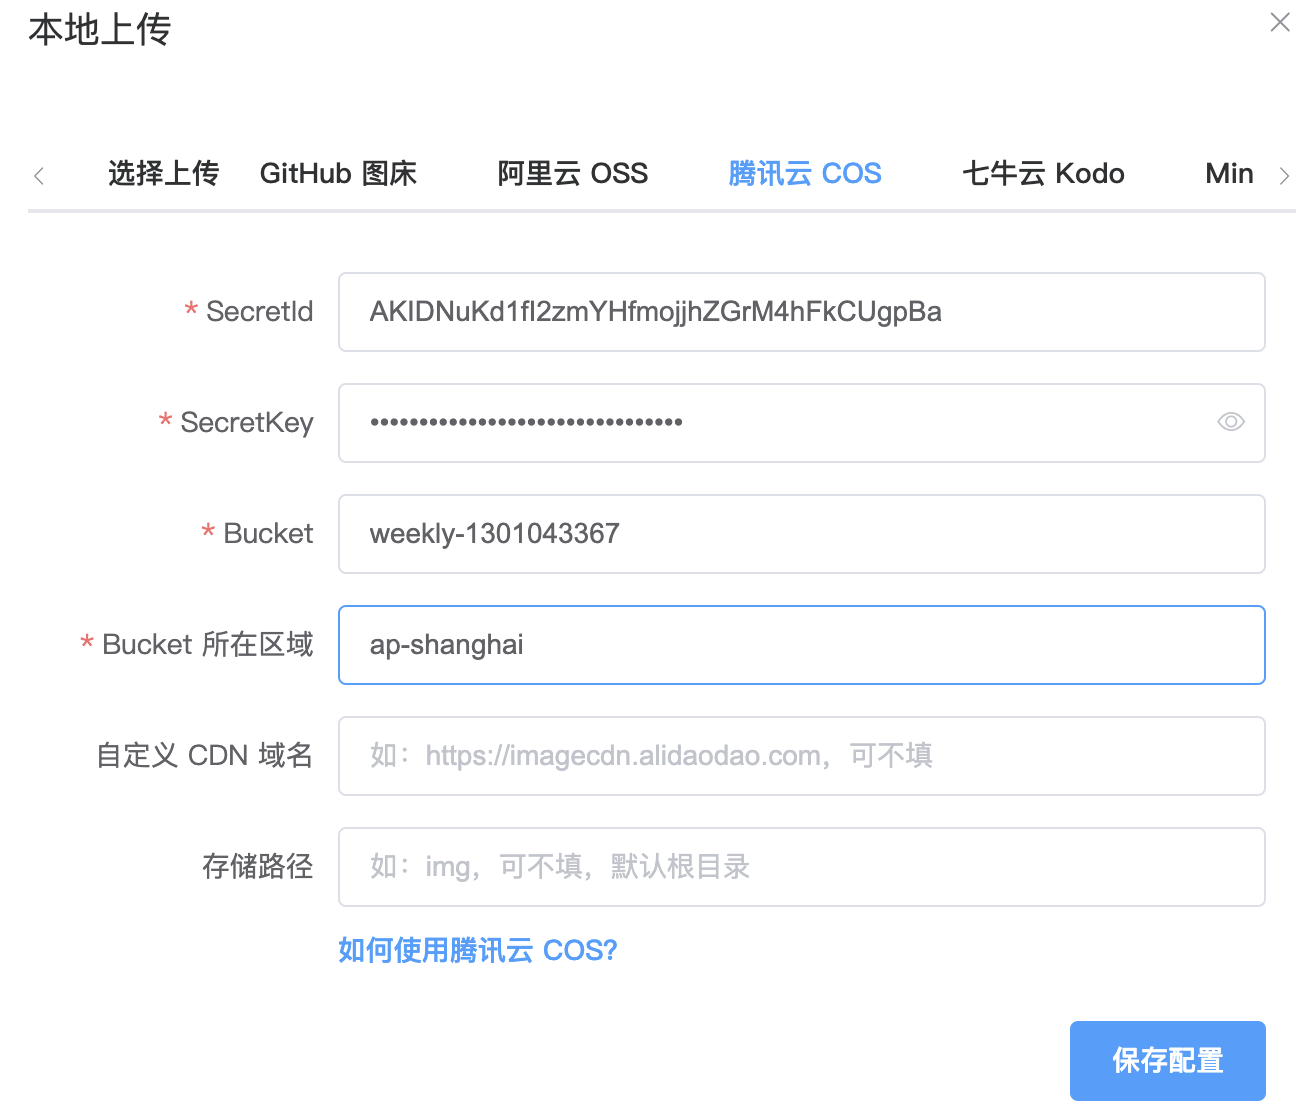 本地上传
选择上传 GitHub 图床 阿里云 OSS 腾讯云 COS 七牛云 Kodo Min
* SecretId AKIDNuKd1fI2zmYHfmojjhZGrM4hFkCUgpBa
* SecretKey ••••••••••••••••••••••••••••••••
* Bucket weekly-1301043367
* Bucket 所在区域 ap-shanghai
自定义 CDN 域名 如：https://imagecdn.alidaodao.com，可不填
存储路径 如：img，可不填，默认根目录
如何使用腾讯云 COS?
保存配置